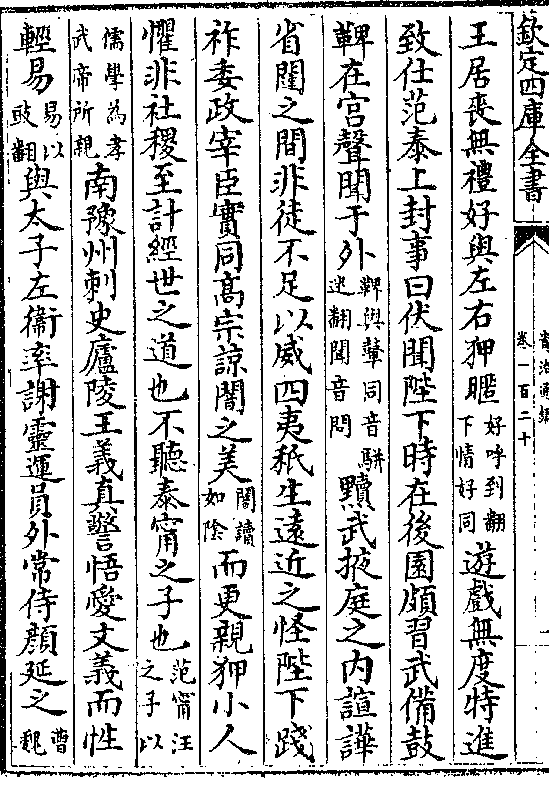 欽定四庫全書
資治通鑑
卷一百二十
王居喪無禮好與左右狎暱好呼到翻下情好同遊戲無度特進
致仕范泰上封事曰伏聞陛下時在後園頗習武備鼓
鞞在宮聲聞于外鞞與鼙同音騈迷翻聞音問黷武掖庭之內諠譁
省闥之間非徒不足以威四夷秖生遠近之怪陛下踐
祚委政宰臣實同高宗諒闇之美闇讀如陰而更親狎小人
懼非社稷至計經世之道也不聽泰甯之子也范甯汪之子以
儒學為孝武帝所親南豫州刺史廬陵王義真警悟愛文義而性
輕易易以豉翻與太子左衞率謝靈運員外常侍顔延之曹魏